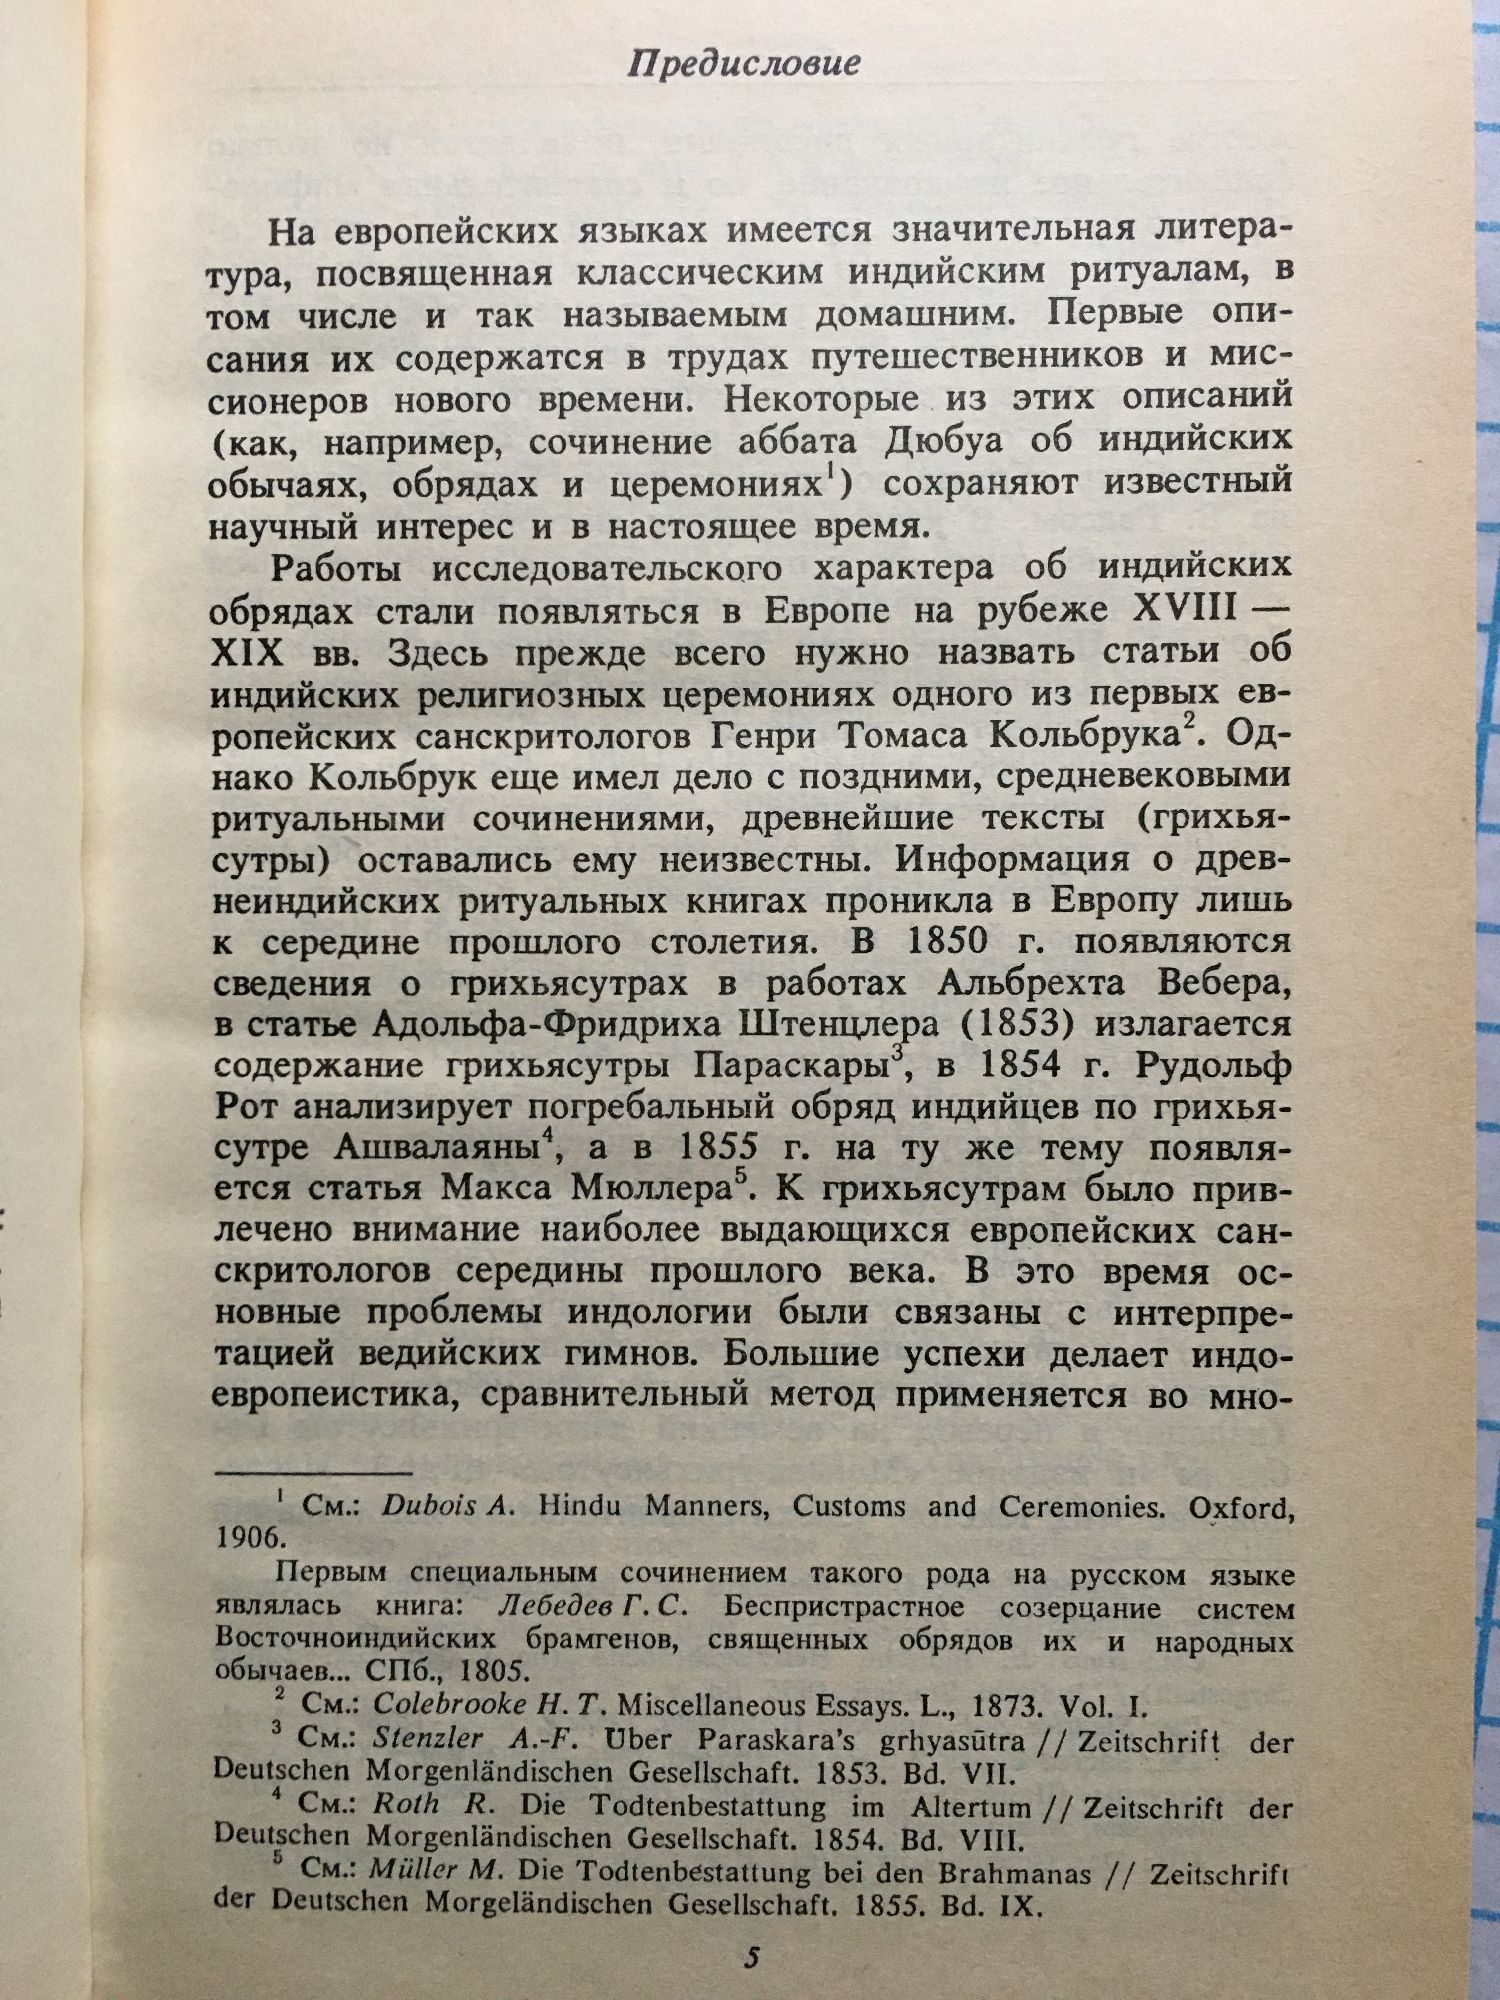 Предисловие
На европейских языках имеется значительная литера-
тура, посвященная классическим индийским ритуалам, в
том числе и так называемым домашним. Первые опи-
сания их содержатся в трудах путешественников и мис-
сионеров нового времени. Некоторые из этих описаний
(как, например, сочинение аббата Дюбуа об индийских
обычаях, обрядах и церемониях¹) сохраняют известный
научный интерес и в настоящее время.
Работы исследовательского характера об индийских
обрядах стали появляться в Европе на рубеже XVIII —
XIX вв. Здесь прежде всего нужно назвать статьи об
индийских религиозных церемониях одного из первых ев-
ропейских санскритологов Генри Томаса Кольбрука². Од-
нако Кольбрук еще имел дело с поздними, средневековыми
ритуальными сочинениями, древнейшие тексты (грихья-
сутры) оставались ему неизвестны. Информация о древ-
неиндийских ритуальных книгах проникла в Европу лишь
к середине прошлого столетия. В 1850 г. появляются
сведения о грихьясутрах в работах Альбрехта Вебера,
в статье Адольфа-Фридриха Штенцлера (1853) излагается
содержание грихьясутры Параскары³, в 1854 г. Рудольф
Рот анализирует погребальный обряд индийцев по грихья-
сутре Ашвалаяны⁴, а в 1855 г. на ту же тему появля-
ется статья Макса Мюллера⁵. К грихьясутрам было прив-
лечено внимание наиболее выдающихся европейских сан-
скритологов середины прошлого века. В это время ос-
новные проблемы индологии были связаны с интерпре-
тацией ведийских гимнов. Большие успехи делает индо-
европеистика, сравнительный метод применяется во мно-
¹ См.: Dubois A. Hindu Manners, Customs and Ceremonies. Oxford,
1906.
Первым специальным сочинением такого рода на русском языке
являлась книга: Лебедев Г. С. Беспристрастное созерцание систем
Восточноиндийских брамгенов, священных обрядов их и народных
обычаев... СПб., 1805.
² См.: Colebrooke H. T. Miscellaneous Essays. L., 1873. Vol. I.
³ См.: Stenzler A.-F. Über Paraskara's grhyasūtra // Zeitschrift der
Deutschen Morgenländischen Gesellschaft. 1853. Bd. VII.
⁴ См.: Roth R. Die Todtenbestattung im Altertum // Zeitschrift der
Deutschen Morgenländischen Gesellschaft. 1854. Bd. VIII.
⁵ См.: Müller M. Die Todtenbestattung bei den Brahmanas // Zeitschrift
der Deutschen Morgeländischen Gesellschaft. 1855. Bd. IX.
5